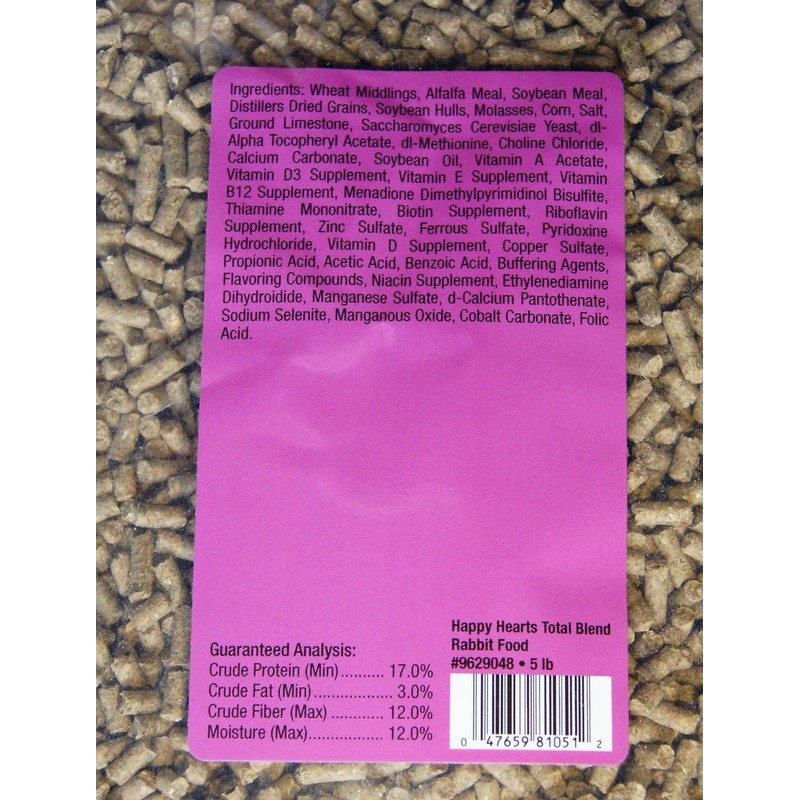 Ingredients: Wheat Middlings, Alfalfa Meal, Soybean Meal,
Distillers Dried Grains, Soybean Hulls, Molasses, Corn, Salt,
Ground Limestone, Saccharomyces Cerevisiae Yeast, dl-
Alpha Tocopheryl Acetate, dl-Methionine, Choline Chloride,
Calcium Carbonate, Soybean Oil, Vitamin A Acetate,
Vitamin D3 Supplement, Vitamin E Supplement, Vitamin
B12 Supplement, Menadione Dimethylpyrimidinol Bisulfite,
Thiamine Mononitrate, Biotin Supplement, Riboflavin
Supplement, Zinc Sulfate, Ferrous Sulfate, Pyridoxine
Hydrochloride, Vitamin D Supplement, Copper Sulfate,
Propionic Acid, Acetic Acid, Benzoic Acid, Buffering Agents,
Flavoring Compounds, Niacin Supplement, Ethylenediamine
Dihydroidide, Manganese Sulfate, d-Calcium Pantothenate,
Sodium Selenite, Manganous Oxide, Cobalt Carbonate, Folic
Acid.
Guaranteed Analysis:
Crude Protein (Min).......... 17.0%
Crude Fat (Min)................... 3.0%
Crude Fiber (Max) ............ 12.0%
Moisture (Max).................. 12.0%
Happy Hearts Total Blend
Rabbit Food
#9629048 • 5 lb
0 47659 81051 2